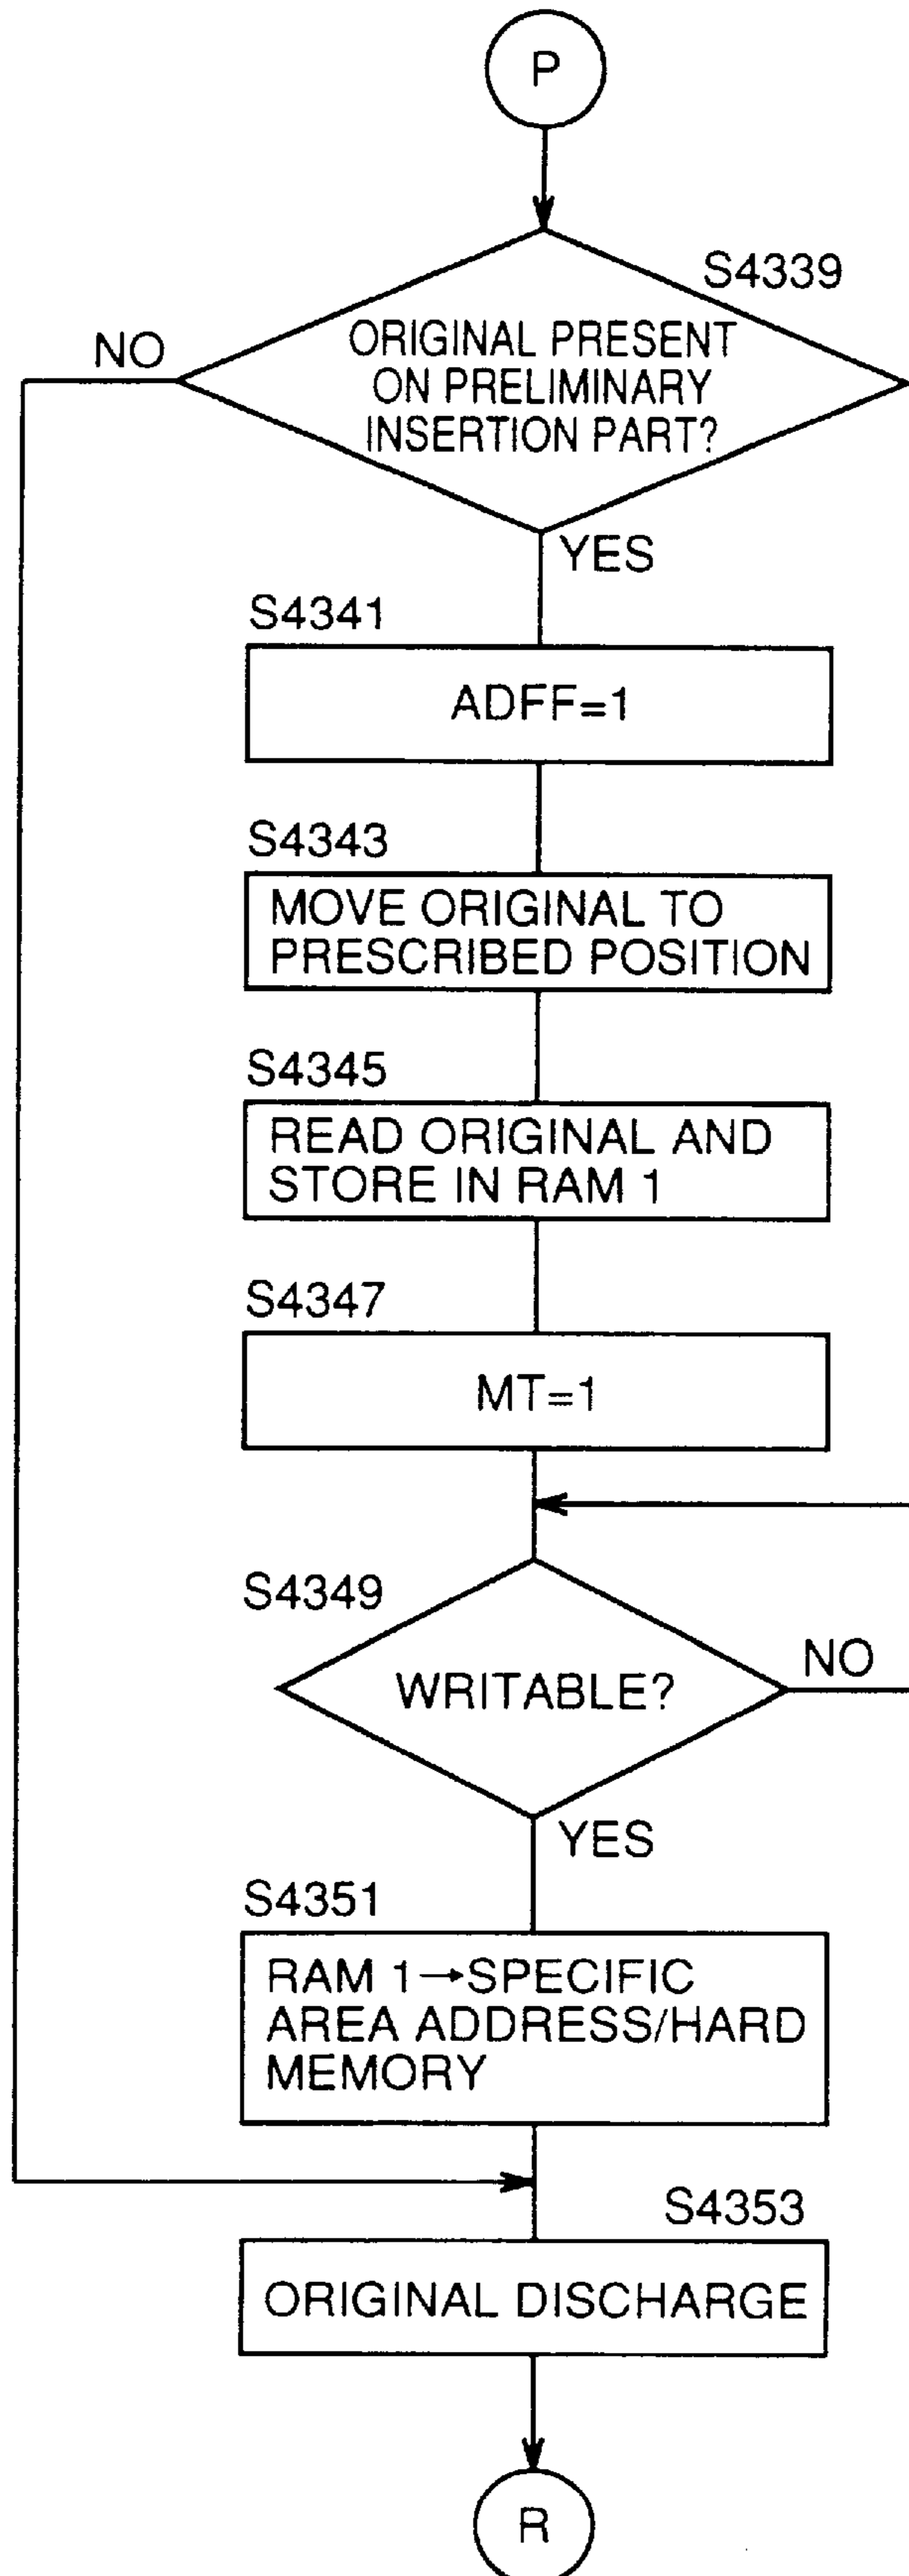 P
S4339
NO
ORIGINAL PRESENT
ON PRELIMINARY
INSERTION PART?
YES
S4341
ADFF=1
S4343
MOVE ORIGINAL TO
PRESCRIBED POSITION
S4345
READ ORIGINAL AND
STORE IN RAM 1
S4347
MT=1
S4349
WRITABLE?
NO
YES
S4351
RAM 1→SPECIFIC
AREA ADDRESS/HARD
MEMORY
S4353
ORIGINAL DISCHARGE
R